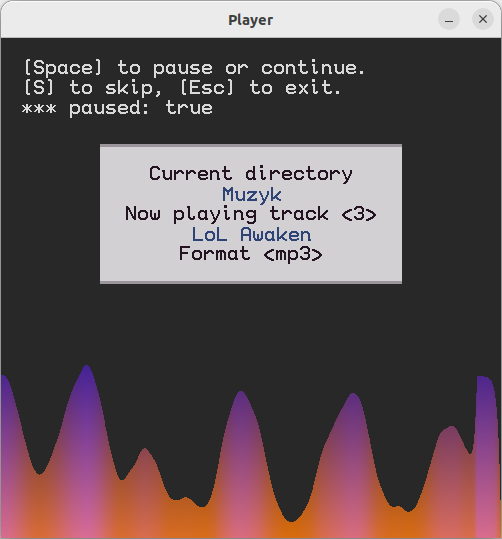 Player
[Space] to pause or continue.
[S] to skip, [Esc] to exit.
*** paused: true
Current directory
Muzyk
Now playing track <3>
LoL Awaken
Format <mp3>